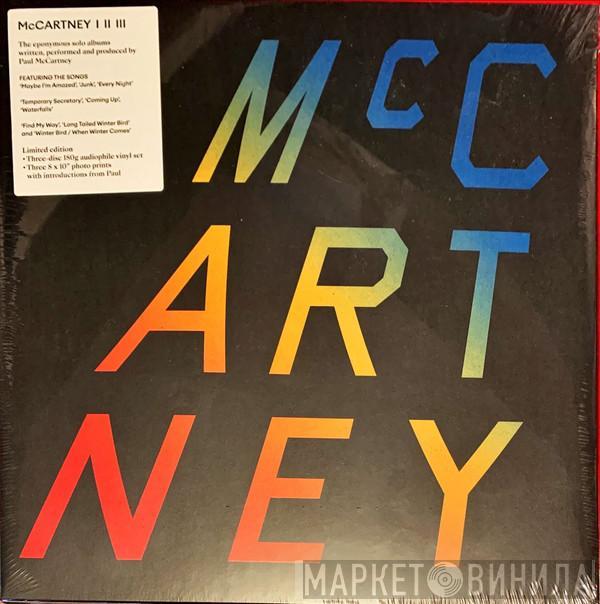 McCARTNEY I II III
The eponymous solo albums
written, performed and produced by
Paul McCartney
FEATURING THE SONGS
'Maybe I'm Amazed', 'Junk', 'Every Night'
'Temporary Secretary', 'Coming Up',
'Waterfalls'
'Find My Way', 'Long Tailed Winter Bird'
and 'Winter Bird / When Winter Comes'
Limited edition
• Three-disc 180g audiophile vinyl set
• Three 8 x 10" photo prints
with introductions from Paul
McC
ART
NEY
МАРКЕТ ВИНИЛА